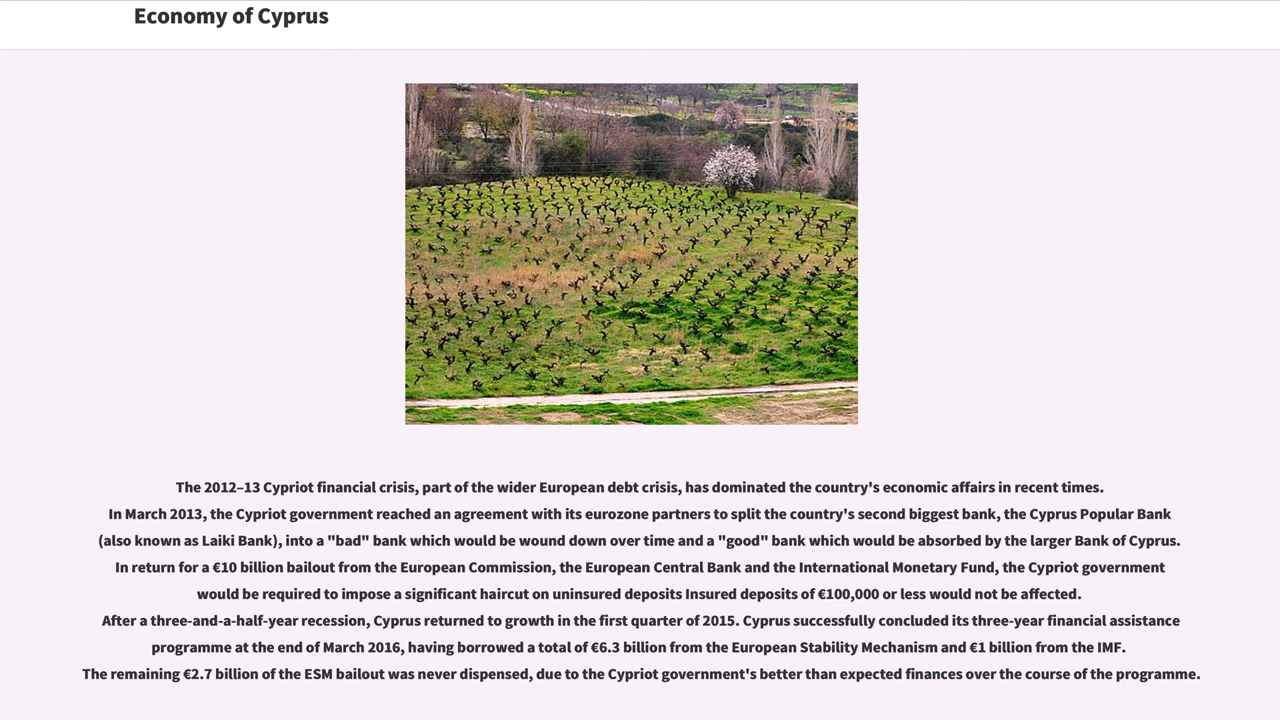 Economy of Cyprus
The 2012–13 Cypriot financial crisis, part of the wider European debt crisis, has dominated the country's economic affairs in recent times.
In March 2013, the Cypriot government reached an agreement with its eurozone partners to split the country's second biggest bank, the Cyprus Popular Bank
(also known as Laiki Bank), into a "bad" bank which would be wound down over time and a "good" bank which would be absorbed by the larger Bank of Cyprus.
In return for a €10 billion bailout from the European Commission, the European Central Bank and the International Monetary Fund, the Cypriot government
would be required to impose a significant haircut on uninsured deposits Insured deposits of €100,000 or less would not be affected.
After a three-and-a-half-year recession, Cyprus returned to growth in the first quarter of 2015. Cyprus successfully concluded its three-year financial assistance
programme at the end of March 2016, having borrowed a total of €6.3 billion from the European Stability Mechanism and €1 billion from the IMF.
The remaining €2.7 billion of the ESM bailout was never dispensed, due to the Cypriot government's better than expected finances over the course of the programme.